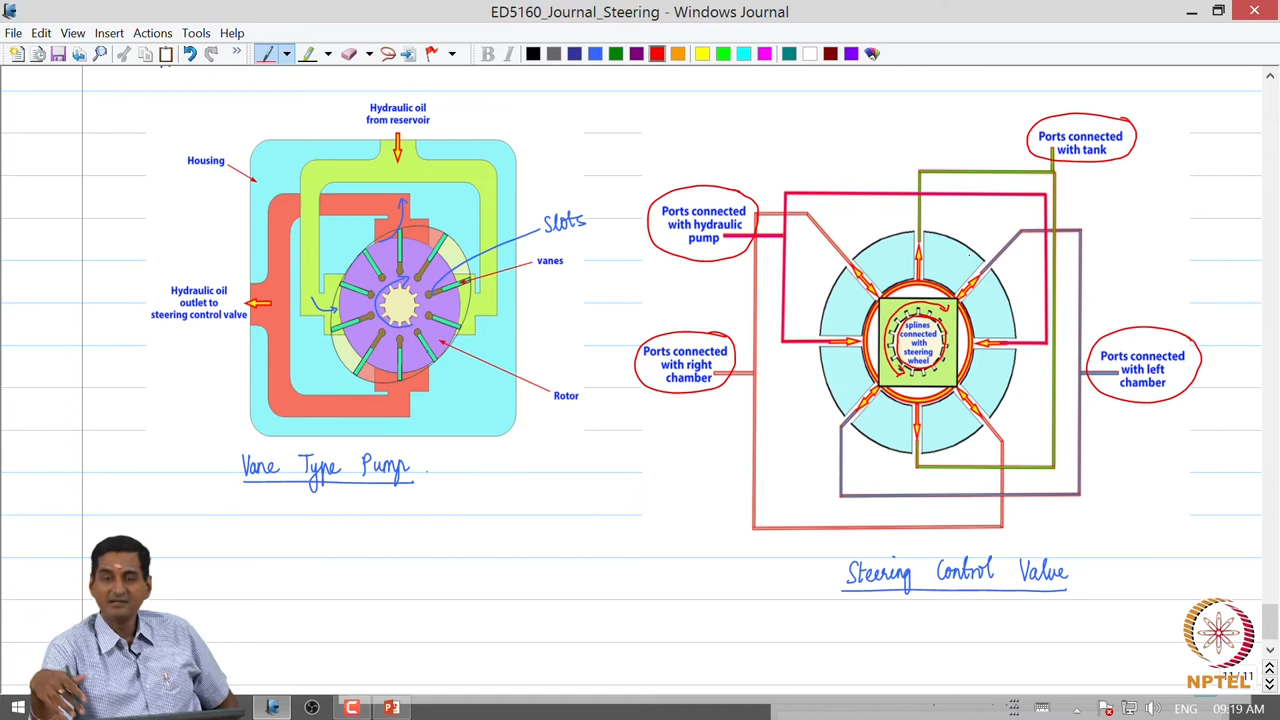 ED5160_Journal_Steering - Windows Journal
File Edit View Insert Actions Tools Help
B I U
Hydraulic oil
from reservoir
Housing
Slots
vanes
Hydraulic oil
outlet to
steering control valve
Rotor
Vane Type Pump
Ports connected
with tank
Ports connected
with hydraulic
pump
splines
connected
with
steering
wheel
Ports connected
with right
chamber
Ports connected
with left
chamber
Steering Control Valve
NPTEL
ENG 09:19 AM